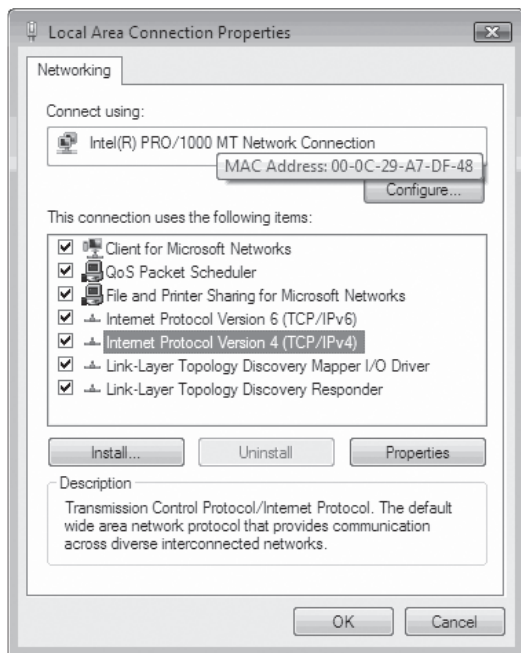 Local Area Connection Properties
Networking
Connect using:
Intel(R) PRO/1000 MT Network Connection
MAC Address: 00-0C-29-A7-DF-48
Configure...
This connection uses the following items:
Client for Microsoft Networks
QoS Packet Scheduler
File and Printer Sharing for Microsoft Networks
Internet Protocol Version 6 (TCP/IPv6)
Internet Protocol Version 4 (TCP/IPv4)
Link-Layer Topology Discovery Mapper I/O Driver
Link-Layer Topology Discovery Responder
Install... Uninstall Properties
Description
Transmission Control Protocol/Internet Protocol. The default
wide area network protocol that provides communication
across diverse interconnected networks.
OK Cancel